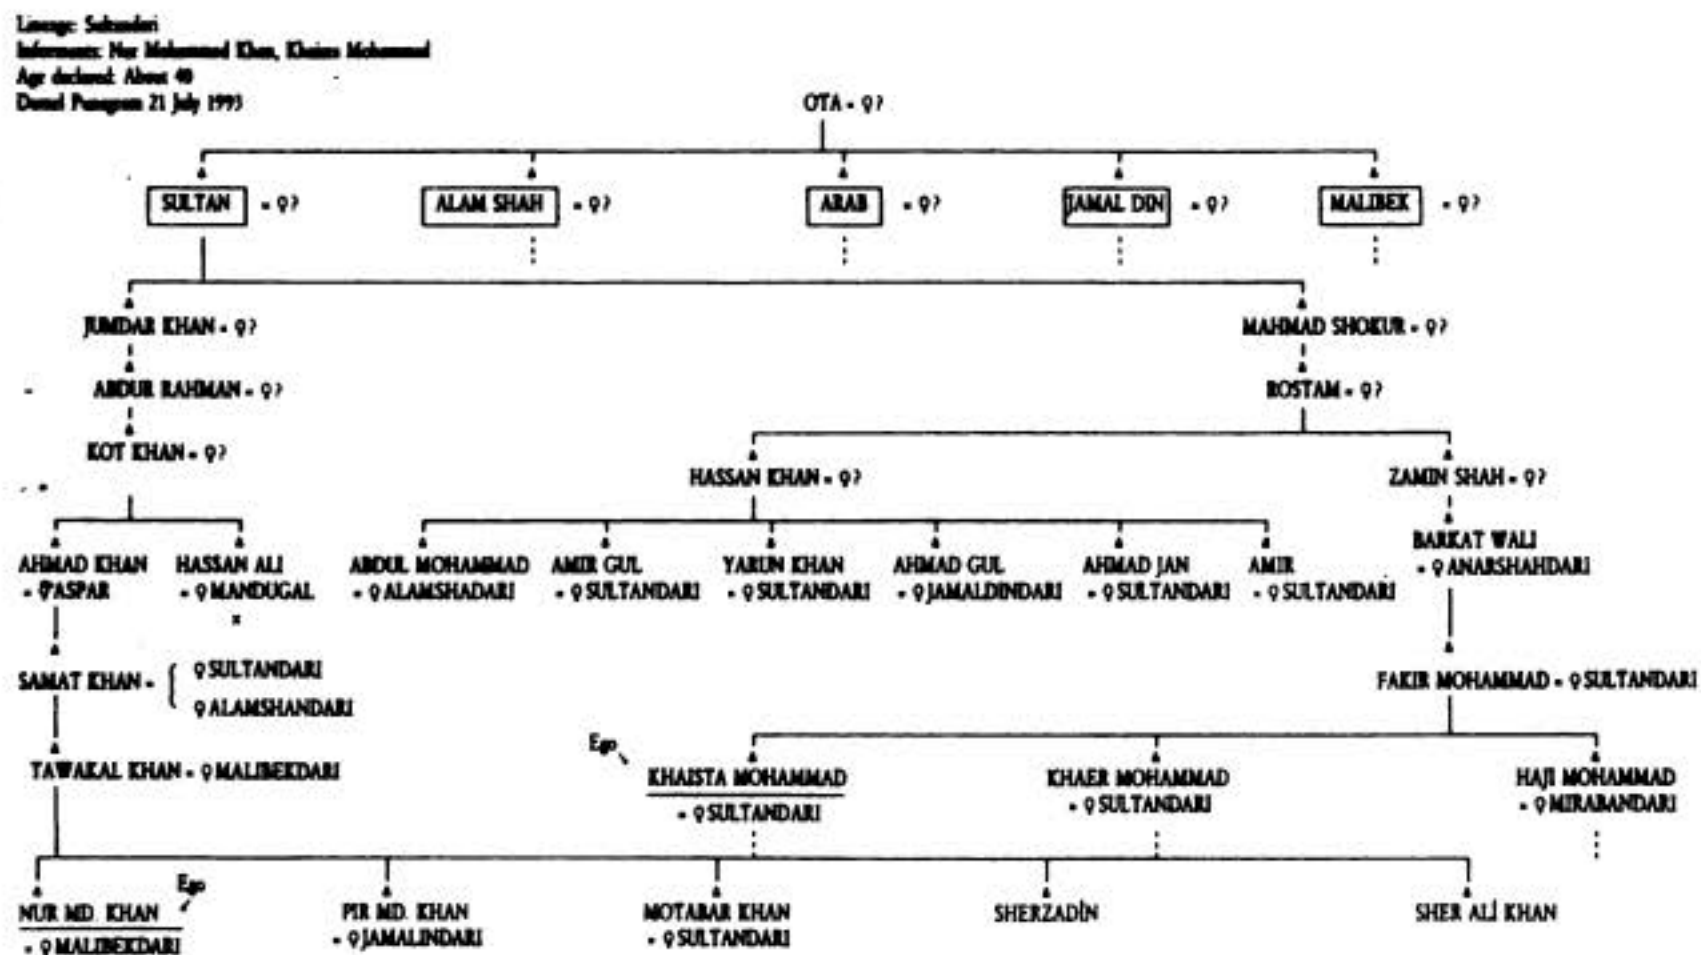 Lineage: Sultandari
Informants: Nur Mohammad Khan, Khaista Mohammad
Age declared: About 40
Domel Punagram 21 July 1993
OTA = ♀?
SULTAN = ♀? ALAM SHAH = ♀? ARAB = ♀? JAMAL DIN = ♀? MALIBEK = ♀?
JUMDAR KHAN = ♀? MAHMAD SHOKUR = ♀?
ABDUR RAHMAN = ♀? ROSTAM = ♀?
KOT KHAN = ♀?
HASSAN KHAN = ♀? ZAMIN SHAH = ♀?
BARKAT WALI
= ♀ANARSHAHDARI
AHMAD KHAN HASSAN ALI ABDUL MOHAMMAD AMIR GUL YARUN KHAN AHMAD GUL AHMAD JAN AMIR
= ♀ASPAR = ♀MANDUGAL = ♀ALAMSHADARI = ♀SULTANDARI = ♀SULTANDARI = ♀JAMALDINDARI = ♀SULTANDARI = ♀SULTANDARI
x
SAMAT KHAN = ♀SULTANDARI
♀ALAMSHANDARI
FAKIR MOHAMMAD = ♀SULTANDARI
Ego
TAWAKAL KHAN = ♀MALIBEKDARI KHAISTA MOHAMMAD KHAER MOHAMMAD HAJI MOHAMMAD
= ♀SULTANDARI = ♀SULTANDARI = ♀MIRABANDARI
Ego
NUR MD. KHAN PIR MD. KHAN MOTABAR KHAN SHERZADİN SHER ALİ KHAN
= ♀MALIBEKDARI = ♀JAMALINDARI = ♀SULTANDARI